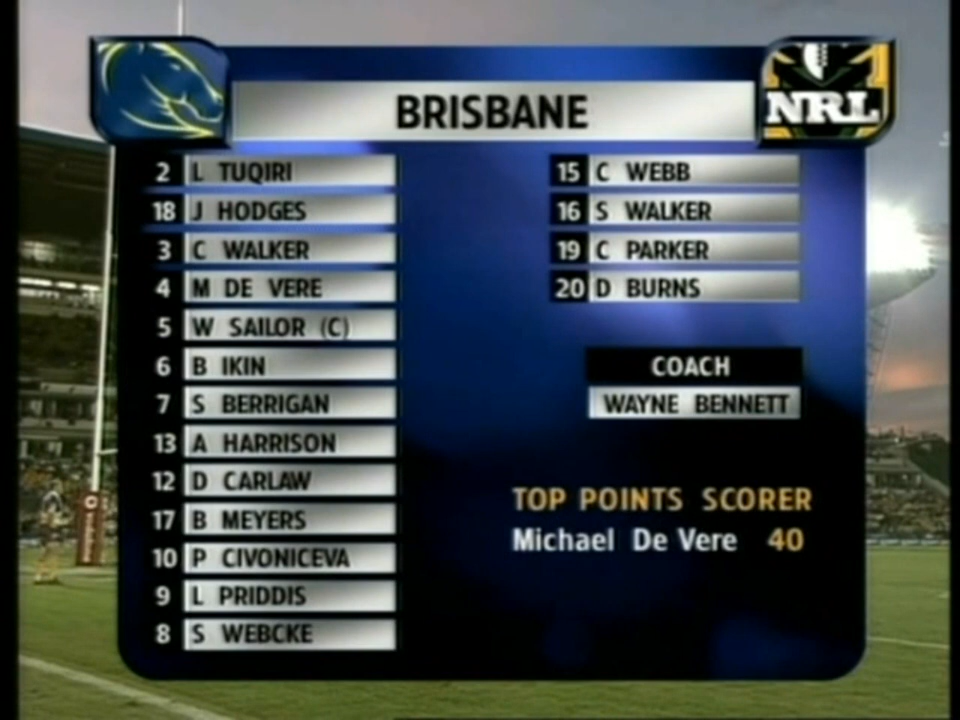 BRISBANE
NRL
2 L TUQIRI
18 J HODGES
3 C WALKER
4 M DE VERE
5 W SAILOR (C)
6 B IKIN
7 S BERRIGAN
13 A HARRISON
12 D CARLAW
17 B MEYERS
10 P CIVONICEVA
9 L PRIDDIS
8 S WEBCKE
15 C WEBB
16 S WALKER
19 C PARKER
20 D BURNS
COACH
WAYNE BENNETT
TOP POINTS SCORER
Michael De Vere 40